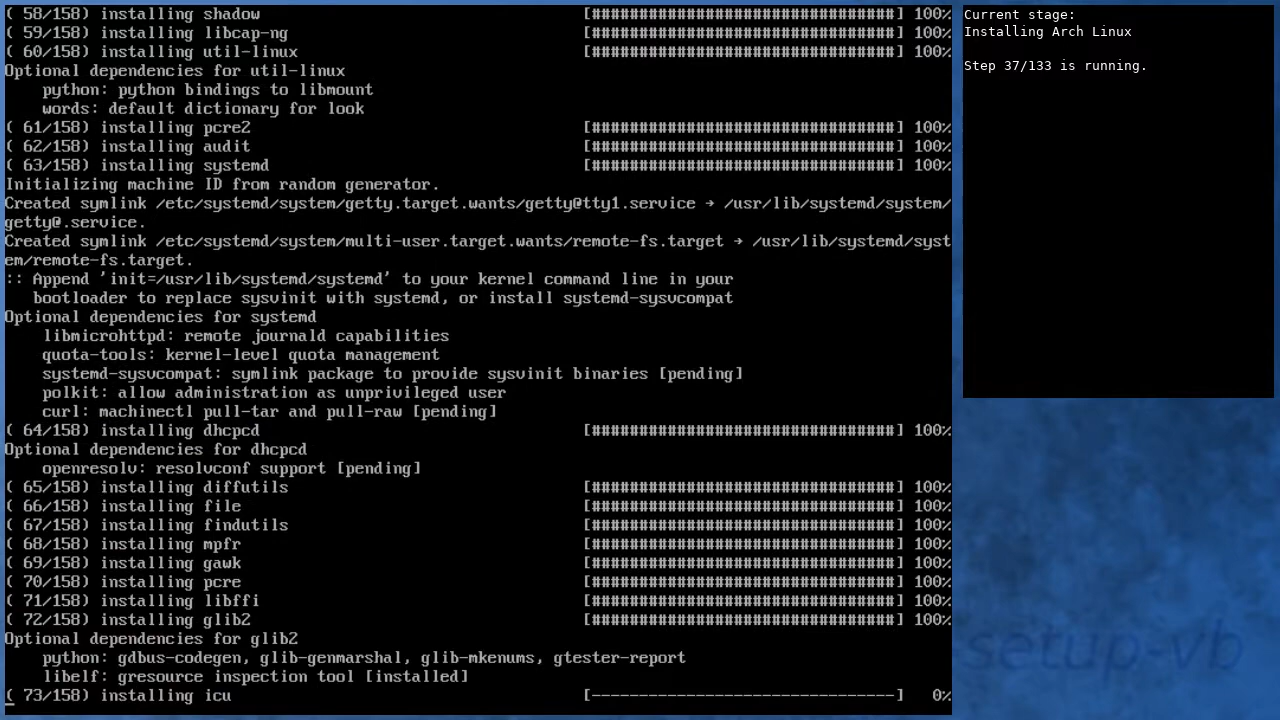 ( 58/158) installing shadow [################################] 100%
( 59/158) installing libcap-ng [################################] 100%
( 60/158) installing util-linux [################################] 100%
Optional dependencies for util-linux
python: python bindings to libmount
words: default dictionary for look
( 61/158) installing pcre2 [################################] 100%
( 62/158) installing audit [################################] 100%
( 63/158) installing systemd [################################] 100%
Initializing machine ID from random generator.
Created symlink /etc/systemd/system/getty.target.wants/getty@tty1.service → /usr/lib/systemd/system/
getty@.service.
Created symlink /etc/systemd/system/multi-user.target.wants/remote-fs.target → /usr/lib/systemd/syst
em/remote-fs.target.
:: Append 'init=/usr/lib/systemd/systemd' to your kernel command line in your
bootloader to replace sysvinit with systemd, or install systemd-sysvcompat
Optional dependencies for systemd
libmicrohttpd: remote journald capabilities
quota-tools: kernel-level quota management
systemd-sysvcompat: symlink package to provide sysvinit binaries [pending]
polkit: allow administration as unprivileged user
curl: machinectl pull-tar and pull-raw [pending]
( 64/158) installing dhcpcd [################################] 100%
Optional dependencies for dhcpcd
openresolv: resolvconf support [pending]
( 65/158) installing diffutils [################################] 100%
( 66/158) installing file [################################] 100%
( 67/158) installing findutils [################################] 100%
( 68/158) installing mpfr [################################] 100%
( 69/158) installing gawk [################################] 100%
( 70/158) installing pcre [################################] 100%
( 71/158) installing libffi [################################] 100%
( 72/158) installing glib2 [################################] 100%
Optional dependencies for glib2
python: gdbus-codegen, glib-genmarshal, glib-mkenums, gtester-report
libelf: gresource inspection tool [installed]
( 73/158) installing icu [--------------------------------] 0%
Current stage:
Installing Arch Linux
Step 37/133 is running.
setup-vb